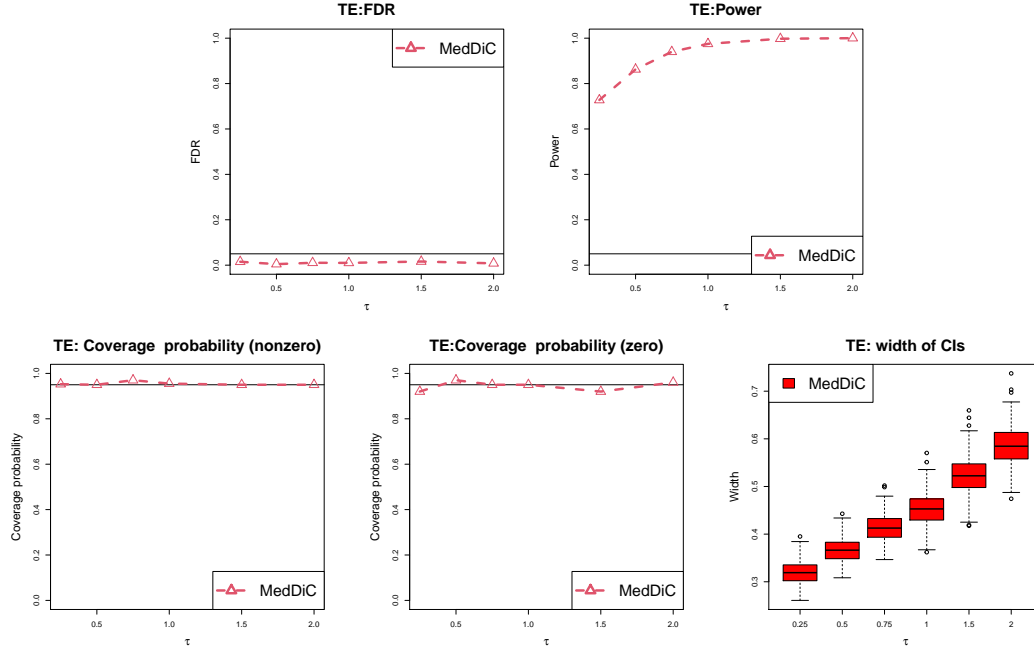 TE:FDR
MedDiC
FDR
0.0 0.2 0.4 0.6 0.8 1.0
0.5 1.0 1.5 2.0
τ
TE:Power
MedDiC
Power
0.0 0.2 0.4 0.6 0.8 1.0
0.5 1.0 1.5 2.0
τ
TE: Coverage probability (nonzero)
MedDiC
Coverage probability
0.0 0.2 0.4 0.6 0.8 1.0
0.5 1.0 1.5 2.0
τ
TE:Coverage probability (zero)
MedDiC
Coverage probability
0.0 0.2 0.4 0.6 0.8 1.0
0.5 1.0 1.5 2.0
τ
TE: width of CIs
MedDiC
Width
0.3 0.4 0.5 0.6 0.7
0.25 0.5 0.75 1 1.5 2
τ